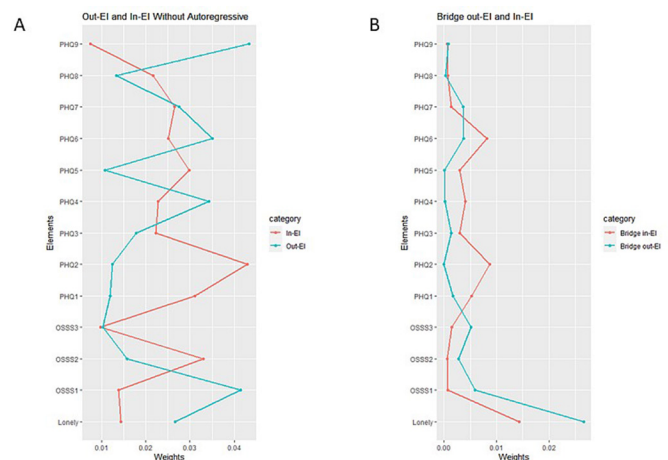 A
Out-EI and In-EI Without Autoregressive
Elements
PHQ9
PHQ8
PHQ7
PHQ6
PHQ5
PHQ4
PHQ3
PHQ2
PHQ1
OSSS3
OSSS2
OSSS1
Lonely
0.01 0.02 0.03 0.04
Weights
category
In-EI
Out-EI
B
Bridge out-EI and In-EI
Elements
PHQ9
PHQ8
PHQ7
PHQ6
PHQ5
PHQ4
PHQ3
PHQ2
PHQ1
OSSS3
OSSS2
OSSS1
Lonely
0.00 0.01 0.02
Weights
category
Bridge in-EI
Bridge out-EI